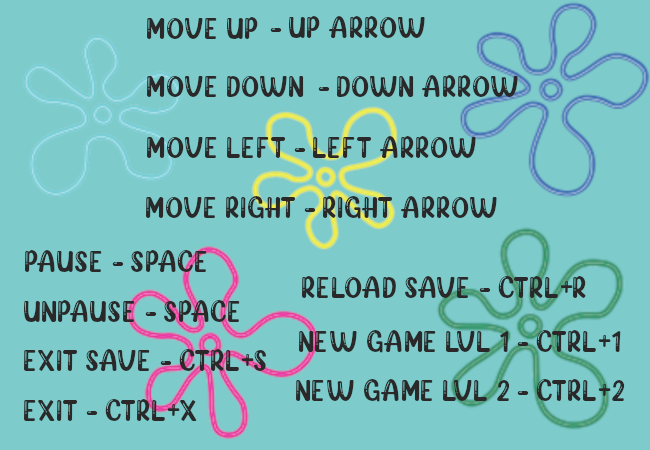 MOVE UP - UP ARROW
MOVE DOWN - DOWN ARROW
MOVE LEFT - LEFT ARROW
MOVE RIGHT - RIGHT ARROW
PAUSE - SPACE
UNPAUSE - SPACE
EXIT SAVE - CTRL+S
EXIT - CTRL+X
RELOAD SAVE - CTRL+R
NEW GAME LVL 1 - CTRL+1
NEW GAME LVL 2 - CTRL+2